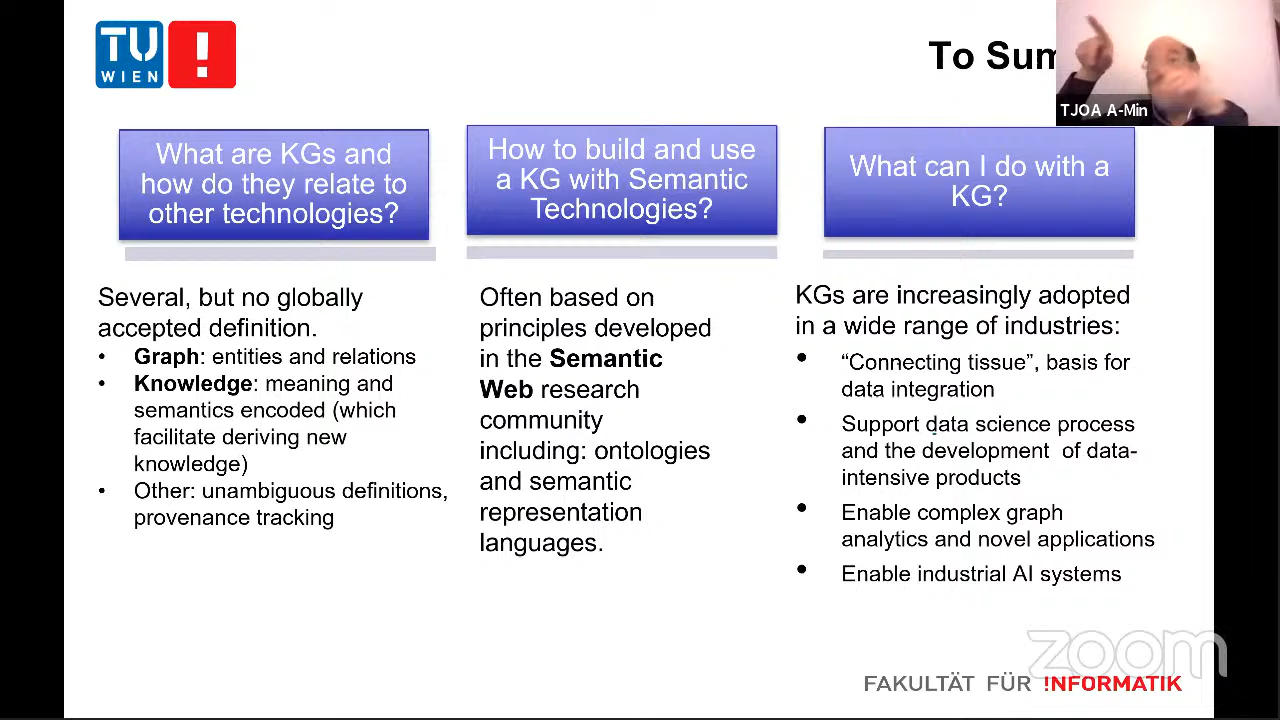 TU
WIEN
!
To Sum
TJOA A-Min
What are KGs and
how do they relate to
other technologies?
Several, but no globally
accepted definition.
• Graph: entities and relations
• Knowledge: meaning and
semantics encoded (which
facilitate deriving new
knowledge)
• Other: unambiguous definitions,
provenance tracking
How to build and use
a KG with Semantic
Technologies?
Often based on
principles developed
in the Semantic
Web research
community
including: ontologies
and semantic
representation
languages.
What can I do with a
KG?
KGs are increasingly adopted
in a wide range of industries:
• “Connecting tissue”, basis for
data integration
• Support data science process
and the development of data-
intensive products
• Enable complex graph
analytics and novel applications
• Enable industrial AI systems
zoom
FAKULTÄT FÜR !NFORMATIK